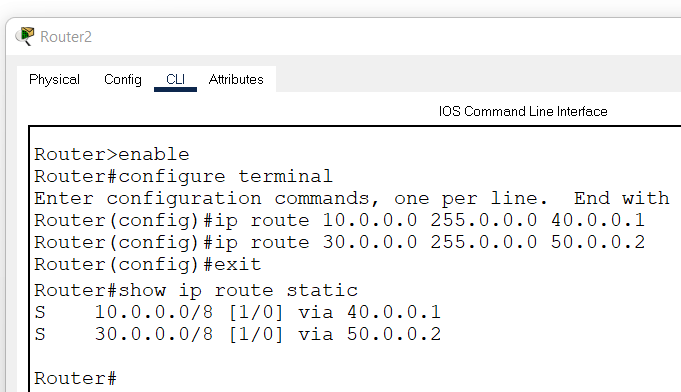 Router2
Physical Config CLI Attributes
IOS Command Line Interface
Router>enable
Router#configure terminal
Enter configuration commands, one per line.  End with
Router(config)#ip route 10.0.0.0 255.0.0.0 40.0.0.1
Router(config)#ip route 30.0.0.0 255.0.0.0 50.0.0.2
Router(config)#exit
Router#show ip route static
S    10.0.0.0/8 [1/0] via 40.0.0.1
S    30.0.0.0/8 [1/0] via 50.0.0.2
Router#